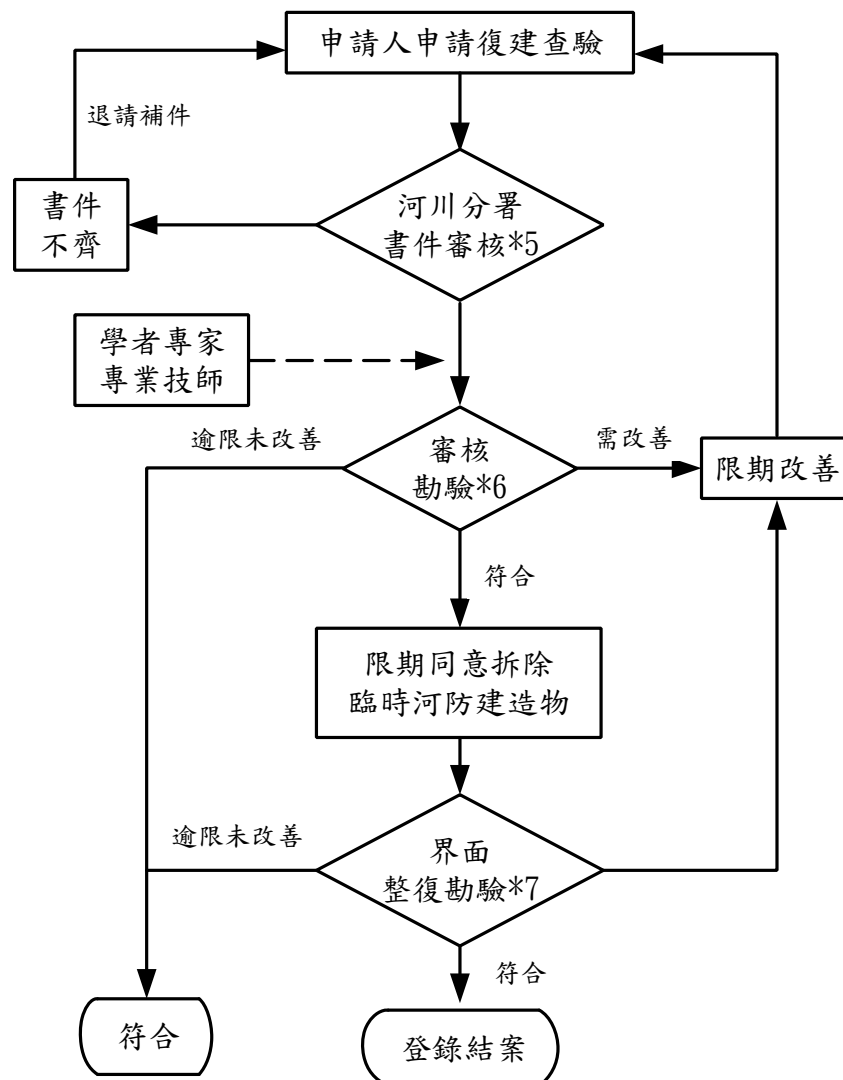 申請人申請復建查驗
退請補件
書件
不齊
河川分署
書件審核*5
學者專家
專業技師
逾限未改善
審核
勘驗*6
需改善
限期改善
符合
限期同意拆除
臨時河防建造物
逾限未改善
界面
整復勘驗*7
符合
符合
登錄結案